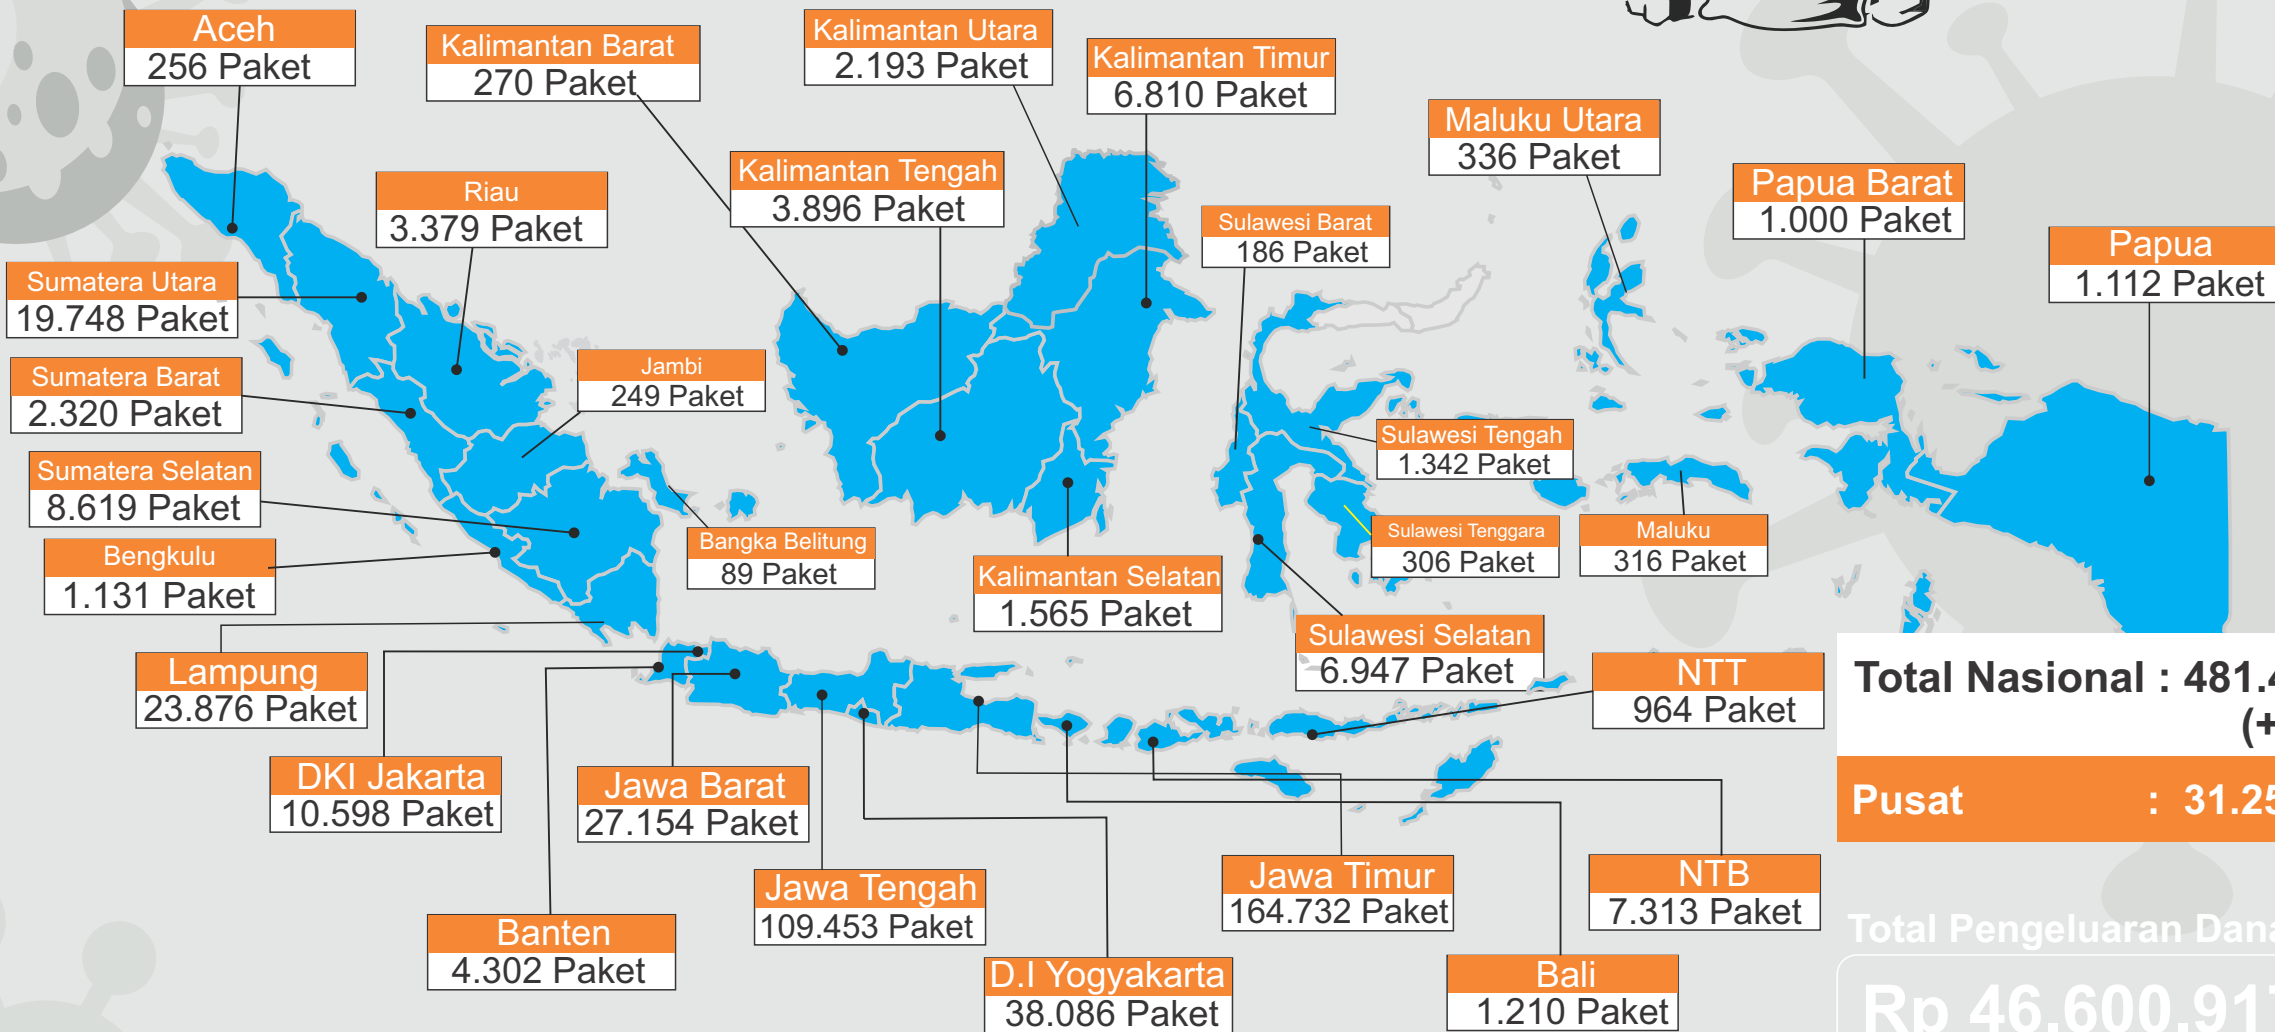 Aceh
256 Paket
Kalimantan Barat
270 Paket
Kalimantan Utara
2.193 Paket
Kalimantan Timur
6.810 Paket
Maluku Utara
336 Paket
Kalimantan Tengah
3.896 Paket
Papua Barat
1.000 Paket
Riau
3.379 Paket
Sulawesi Barat
186 Paket
Papua
1.112 Paket
Sumatera Utara
19.748 Paket
Jambi
249 Paket
Sumatera Barat
2.320 Paket
Sulawesi Tengah
1.342 Paket
Sumatera Selatan
8.619 Paket
Bangka Belitung
89 Paket
Sulawesi Tenggara
306 Paket
Maluku
316 Paket
Bengkulu
1.131 Paket
Kalimantan Selatan
1.565 Paket
Sulawesi Selatan
6.947 Paket
Lampung
23.876 Paket
NTT
964 Paket
Total Nasional : 481.4
(+
DKI Jakarta
10.598 Paket
Jawa Barat
27.154 Paket
Pusat : 31.25
Jawa Tengah
109.453 Paket
Jawa Timur
164.732 Paket
NTB
7.313 Paket
Banten
4.302 Paket
Total Pengeluaran Dana
D.I Yogyakarta
38.086 Paket
Bali
1.210 Paket
Rp 46.600.917